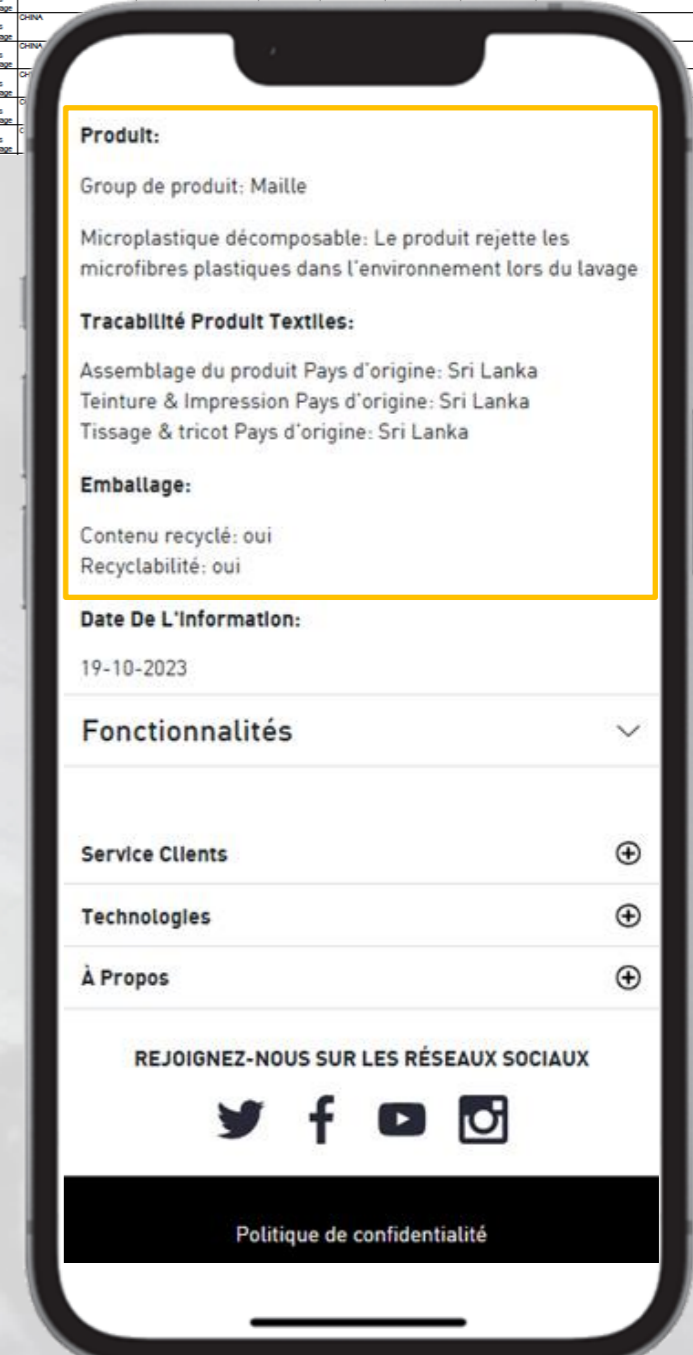 CHINA
CHINA
Produit:
Group de produit: Maille
Microplastique décomposable: Le produit rejette les
microfibres plastiques dans l'environnement lors du lavage
Tracabilité Produit Textiles:
Assemblage du produit Pays d'origine: Sri Lanka
Teinture & Impression Pays d'origine: Sri Lanka
Tissage & tricot Pays d'origine: Sri Lanka
Emballage:
Contenu recyclé: oui
Recyclabilité: oui
Date De L'Information:
19-10-2023
Fonctionnalités
Service Clients
Technologies
À Propos
REJOIGNEZ-NOUS SUR LES RÉSEAUX SOCIAUX
Politique de confidentialité